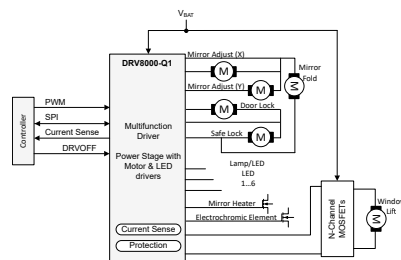 VBAT
DRV8000-Q1
Mirror Adjust (X)
M
Mirror
Fold
M
Mirror Adjust (Y)
M
Door Lock
M
Safe Lock
M
Controller
PWM
SPI
Current Sense
DRVOFF
Multifunction
Driver
Power Stage with
Motor & LED
drivers
Lamp/LED
LED
1...6
Mirror Heater
Electrochromic Element
Current Sense
Protection
N-Channel
MOSFETs
Window
Lift
M